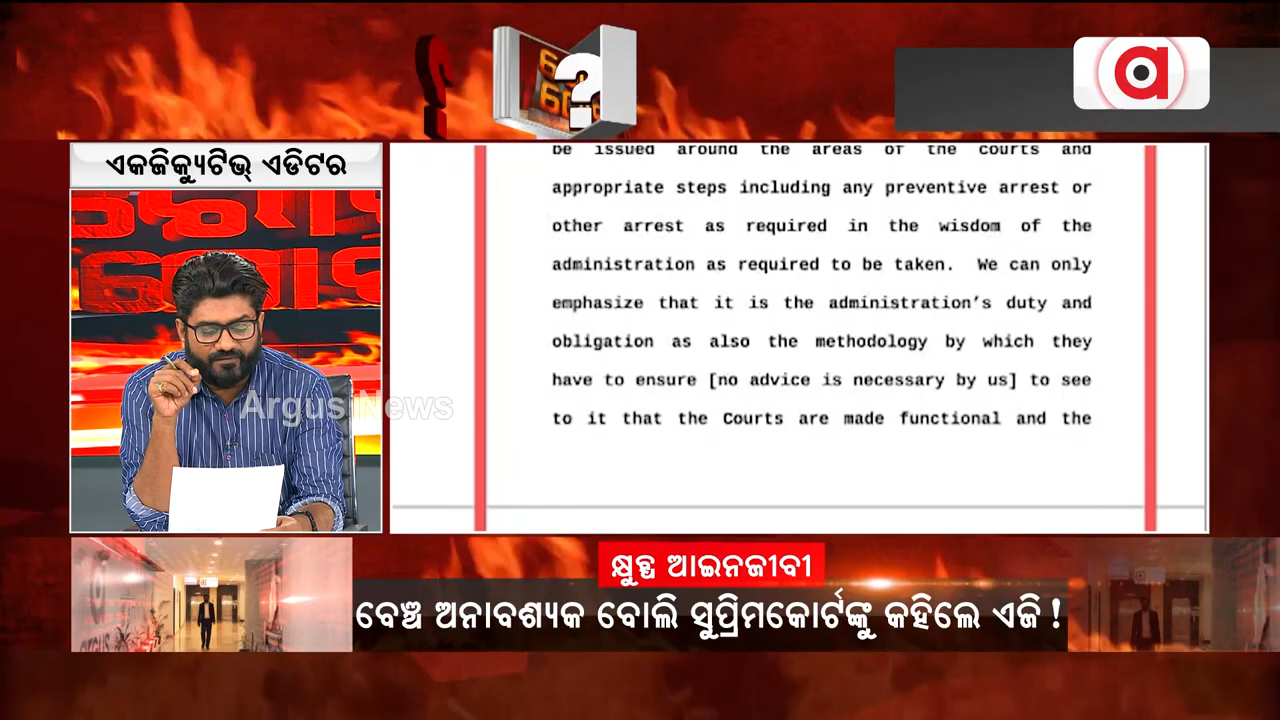 ଏକଜିକ୍ୟୁଟିଭ୍ ଏଡିଟର
be issued around the areas of the courts and
appropriate steps including any preventive arrest or
other arrest as required in the wisdom of the
administration as required to be taken. We can only
emphasize that it is the administration's duty and
obligation as also the methodology by which they
have to ensure [no advice is necessary by us] to see
to it that the Courts are made functional and the
Argus News
କ୍ଷୁବ୍ଧ ଆଇନଜୀବୀ
ବେଞ୍ଚ ଅନାବଶ୍ୟକ ବୋଲି ସୁପ୍ରିମକୋର୍ଟଙ୍କୁ କହିଲେ ଏଜି !